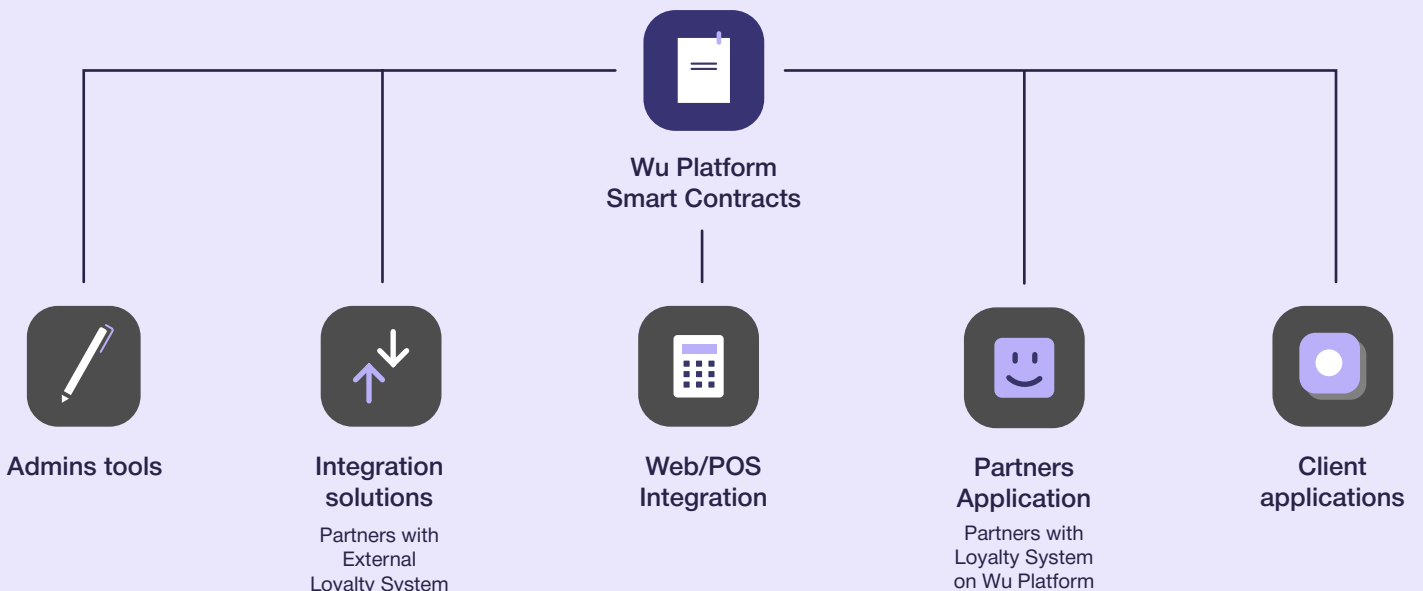 Wu Platform
Smart Contracts
Admins tools
Integration
solutions
Partners with
External
Loyalty System
Web/POS
Integration
Partners
Application
Partners with
Loyalty System
on Wu Platform
Client
applications